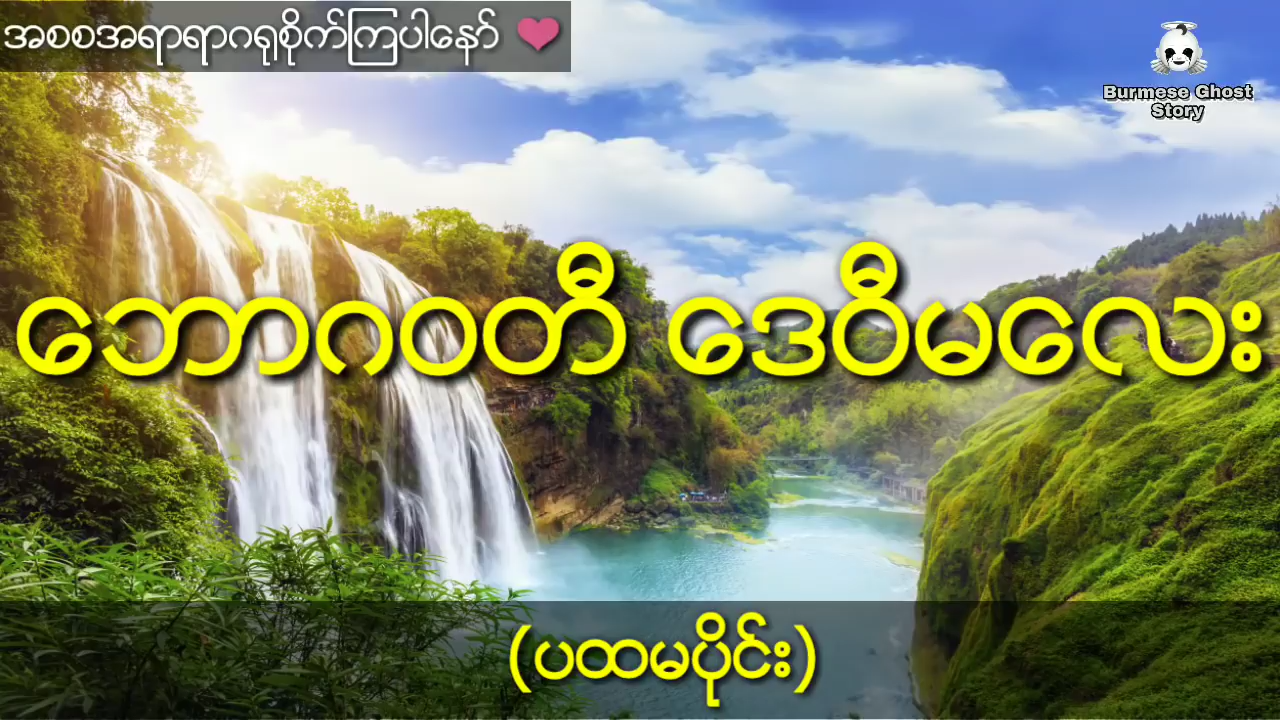 အစစအရာရာဂရုစိုက်ကြပါနော် ❤
Burmese Ghost
Story
ဘောဂဝတီ ဒေဝီမလေး
(ပထမပိုင်း)